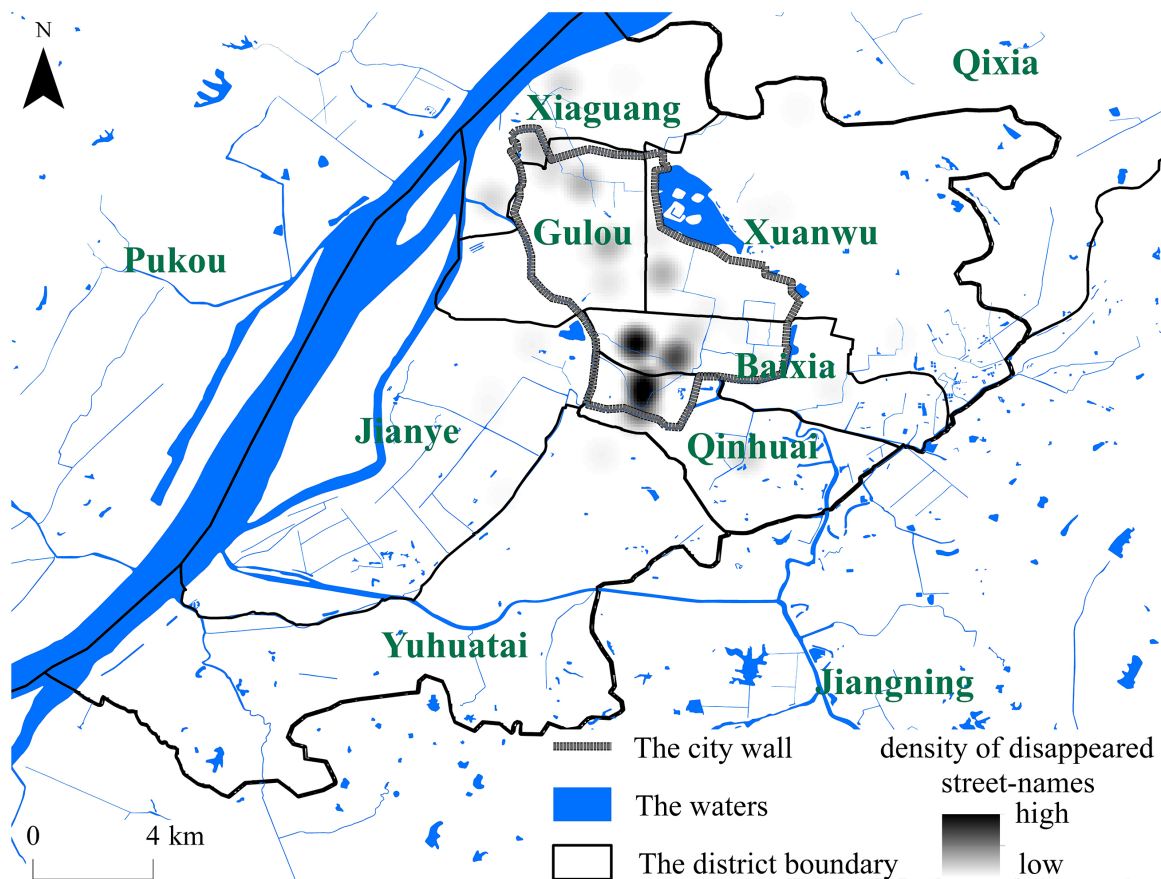 N
Qixia
Xiaguang
Gulou
Xuanwu
Pukou
Baixia
Jianye
Qinhuai
Yuhuatai
Jiangning
The city wall
density of disappeared
street-names
The waters
high
0 4 km
The district boundary
low